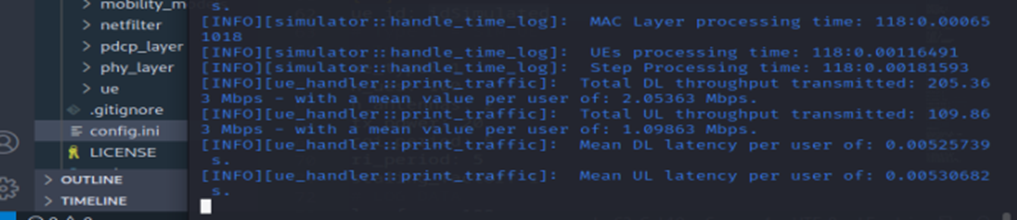 mobility_m
netfilter
pdcp_layer
phy_layer
ue
.gitignore
config.ini
LICENSE
OUTLINE
TIMELINE
s.
[INFO][simulator::handle_time_log]: MAC Layer processing time: 118:0.00065
1018
[INFO][simulator::handle_time_log]: UEs processing time: 118:0.00116491
[INFO][simulator::handle_time_log]: Step Processing time: 118:0.00181593
[INFO][ue_handler::print_traffic]: Total DL throughput transmitted: 205.36
3 Mbps - with a mean value per user of: 2.05363 Mbps.
[INFO][ue_handler::print_traffic]: Total UL throughput transmitted: 109.86
3 Mbps - with a mean value per user of: 1.09863 Mbps.
[INFO][ue_handler::print_traffic]: Mean DL latency per user of: 0.00525739
s.
[INFO][ue_handler::print_traffic]: Mean UL latency per user of: 0.00530682
s.